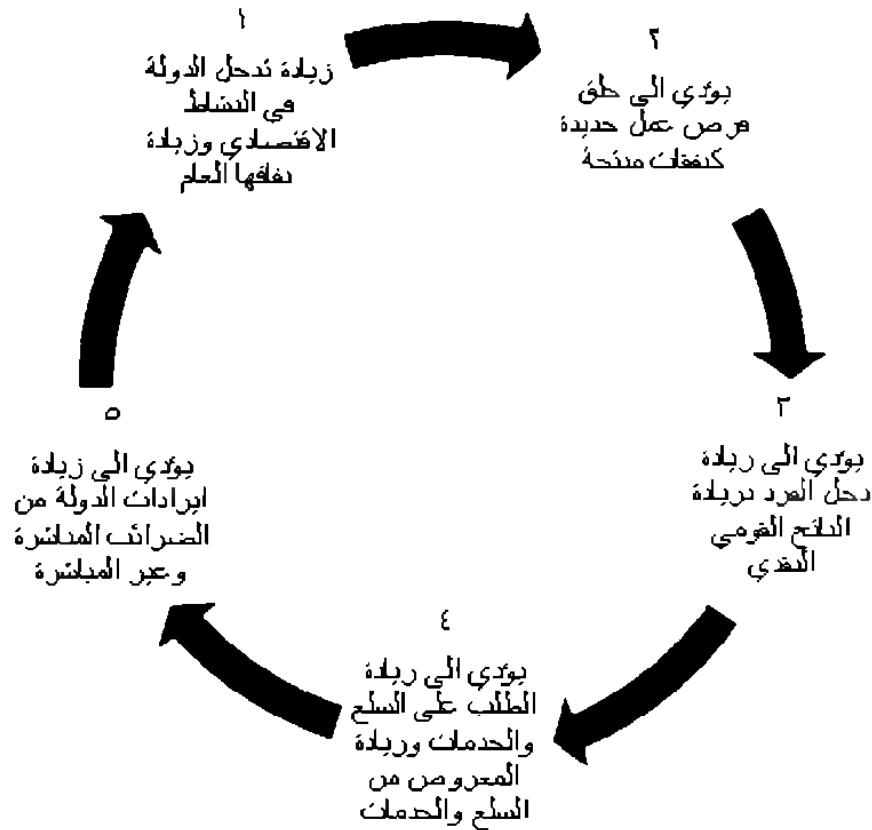 ١
زيادة تدخل الدولة
في النشاط
الاقتصادي وزيادة
نفاقها العام
٢
يؤدي الى خلق
فرص عمل جديدة
كنفقات منتجة
٣
يؤدي الى زيادة
دخل الفرد بزيادة
الناتج القومي
النقدي
٤
يؤدي الى زيادة
الطلب على السلع
والخدمات وزيادة
المعروض من
السلع والخدمات
٥
يؤدي الى زيادة
ايرادات الدولة من
الضرائب المباشرة
وغير المباشرة